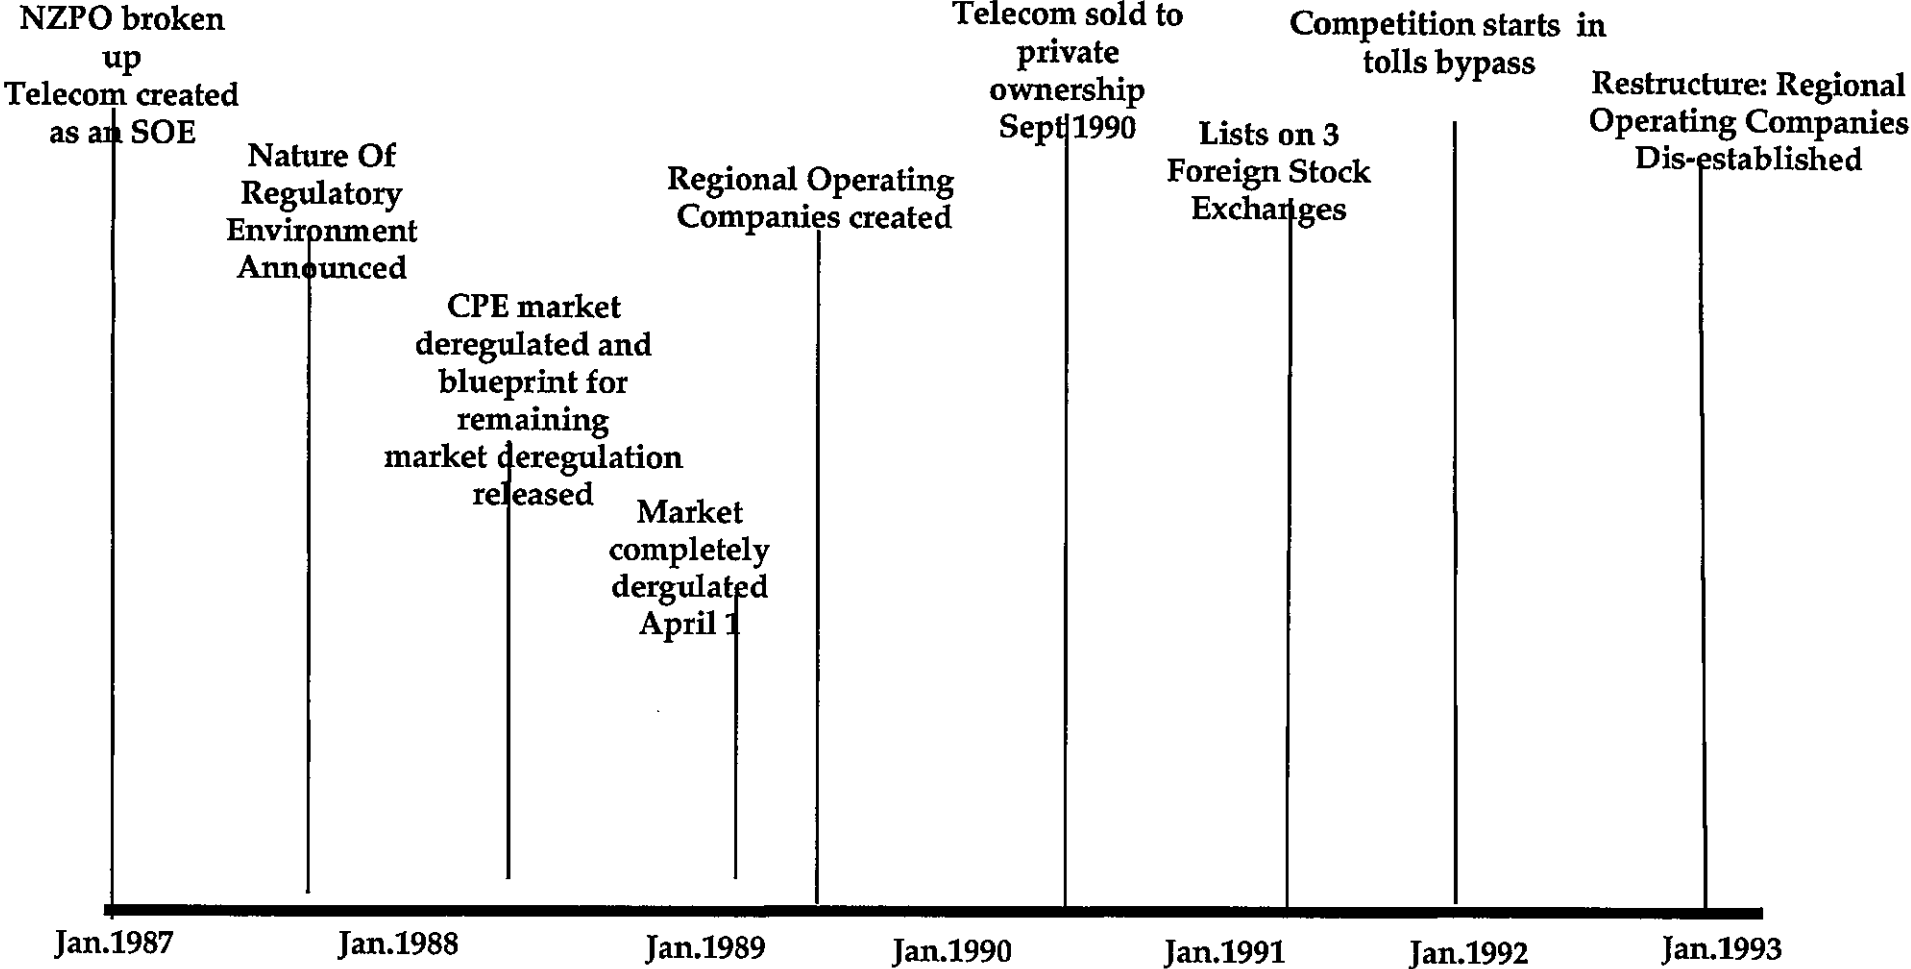 NZPO broken
up
Telecom created
as an SOE
Nature Of
Regulatory
Environment
Announced
CPE market
deregulated and
blueprint for
remaining
market deregulation
released
Market
completely
dergulated
April 1
Regional Operating
Companies created
Telecom sold to
private
ownership
Sept 1990
Lists on 3
Foreign Stock
Exchanges
Competition starts in
tolls bypass
Restructure: Regional
Operating Companies
Dis-established
Jan.1987
Jan.1988
Jan.1989
Jan.1990
Jan.1991
Jan.1992
Jan.1993